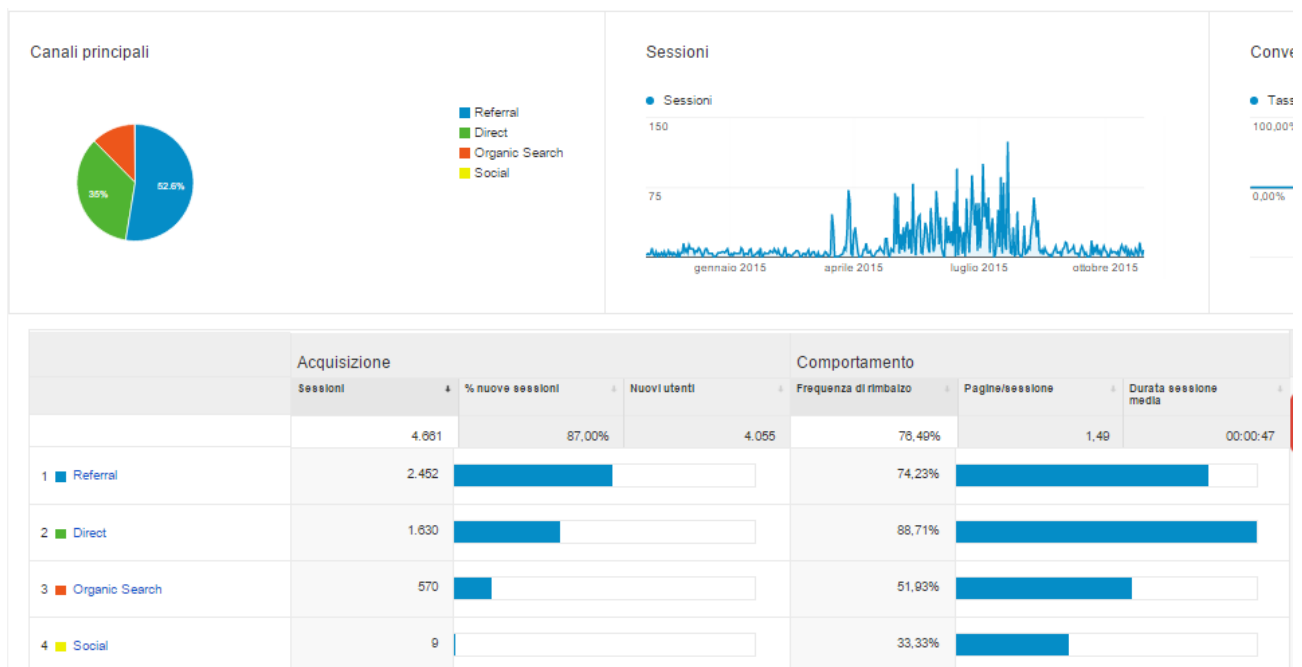 Canali principali
Referral
Direct
Organic Search
Social
52.6%
35%
Sessioni
Sessioni
150
75
gennaio 2015 aprile 2015 luglio 2015 ottobre 2015
Conve
Tass
100,00%
0,00%
Acquisizione Comportamento
Sessioni % nuove sessioni Nuovi utenti Frequenza di rimbalzo Pagine/sessione Durata sessione
media
4.661 87,00% 4.055 76,49% 1,49 00:00:47
1 Referral 2.452 74,23%
2 Direct 1.630 88,71%
3 Organic Search 570 51,93%
4 Social 9 33,33%